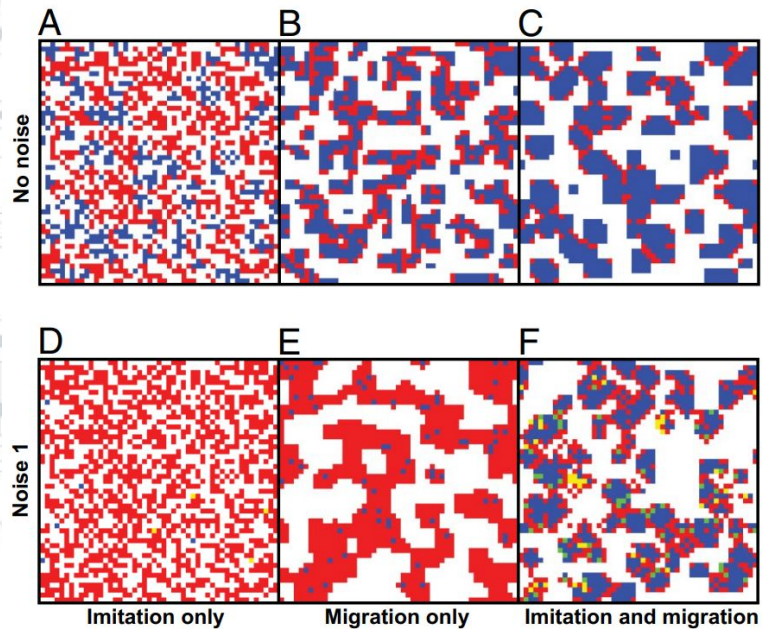 A B C
No noise
D E F
Noise 1
Imitation only Migration only Imitation and migration